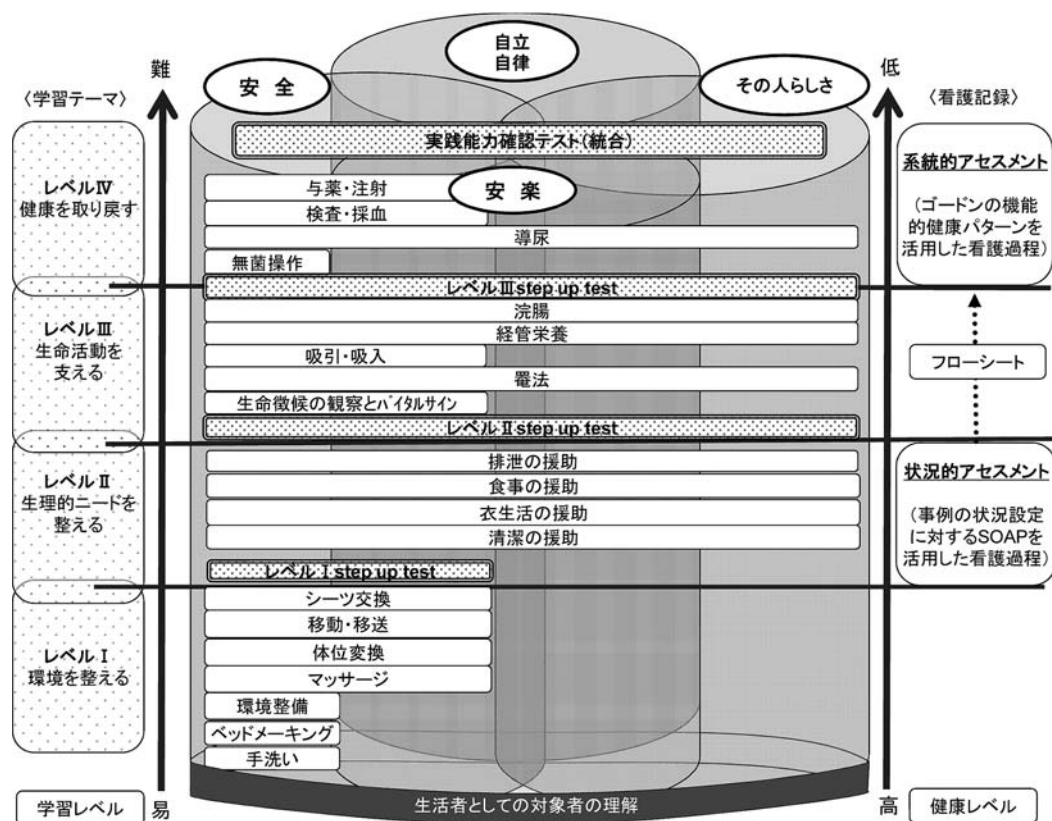 自立
自律
難
安 全
その人らしさ
低
〈学習テーマ〉
〈看護記録〉
実践能力確認テスト(統合)
レベルⅣ
健康を取り戻す
系統的アセスメント
(ゴードンの機能
的健康パターンを
活用した看護過程)
与薬・注射
安 楽
検査・採血
導尿
無菌操作
レベルⅢ step up test
浣腸
経管栄養
吸引・吸入
罨法
生命徴候の観察とバイタルサイン
レベルⅢ
生命活動を
支える
フローシート
レベルⅡ step up test
排泄の援助
食事の援助
衣生活の援助
清潔の援助
レベルⅡ
生理的ニードを
整える
状況的アセスメント
(事例の状況設定
に対するSOAPを
活用した看護過程)
レベルⅠ step up test
シーツ交換
移動・移送
体位変換
マッサージ
環境整備
ベッドメーキング
手洗い
レベルⅠ
環境を整える
学習レベル
易
生活者としての対象者の理解
高
健康レベル